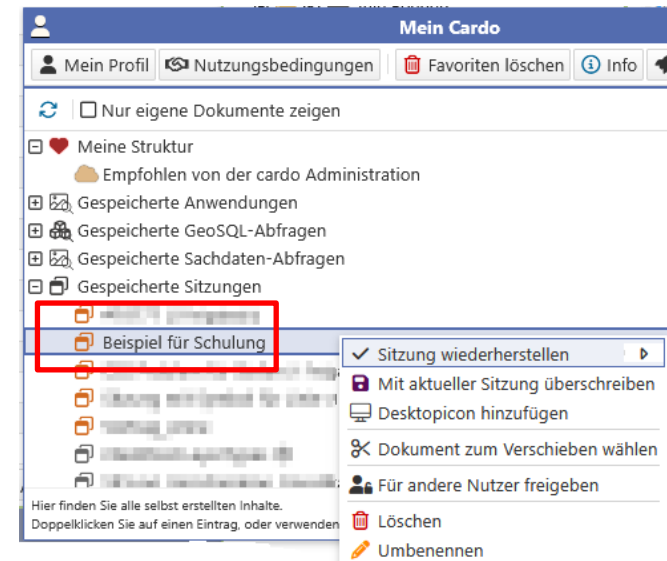 Mein Cardo
Mein Profil Nutzungsbedingungen Favoriten löschen Info
Nur eigene Dokumente zeigen
Meine Struktur
Empfohlen von der cardo Administration
Gespeicherte Anwendungen
Gespeicherte GeoSQL-Abfragen
Gespeicherte Sachdaten-Abfragen
Gespeicherte Sitzungen
Beispiel für Schulung
Sitzung wiederherstellen
Mit aktueller Sitzung überschreiben
Desktopicon hinzufügen
Dokument zum Verschieben wählen
Für andere Nutzer freigeben
Löschen
Umbenennen
Hier finden Sie alle selbst erstellten Inhalte.
Doppelklicken Sie auf einen Eintrag, oder verwenden